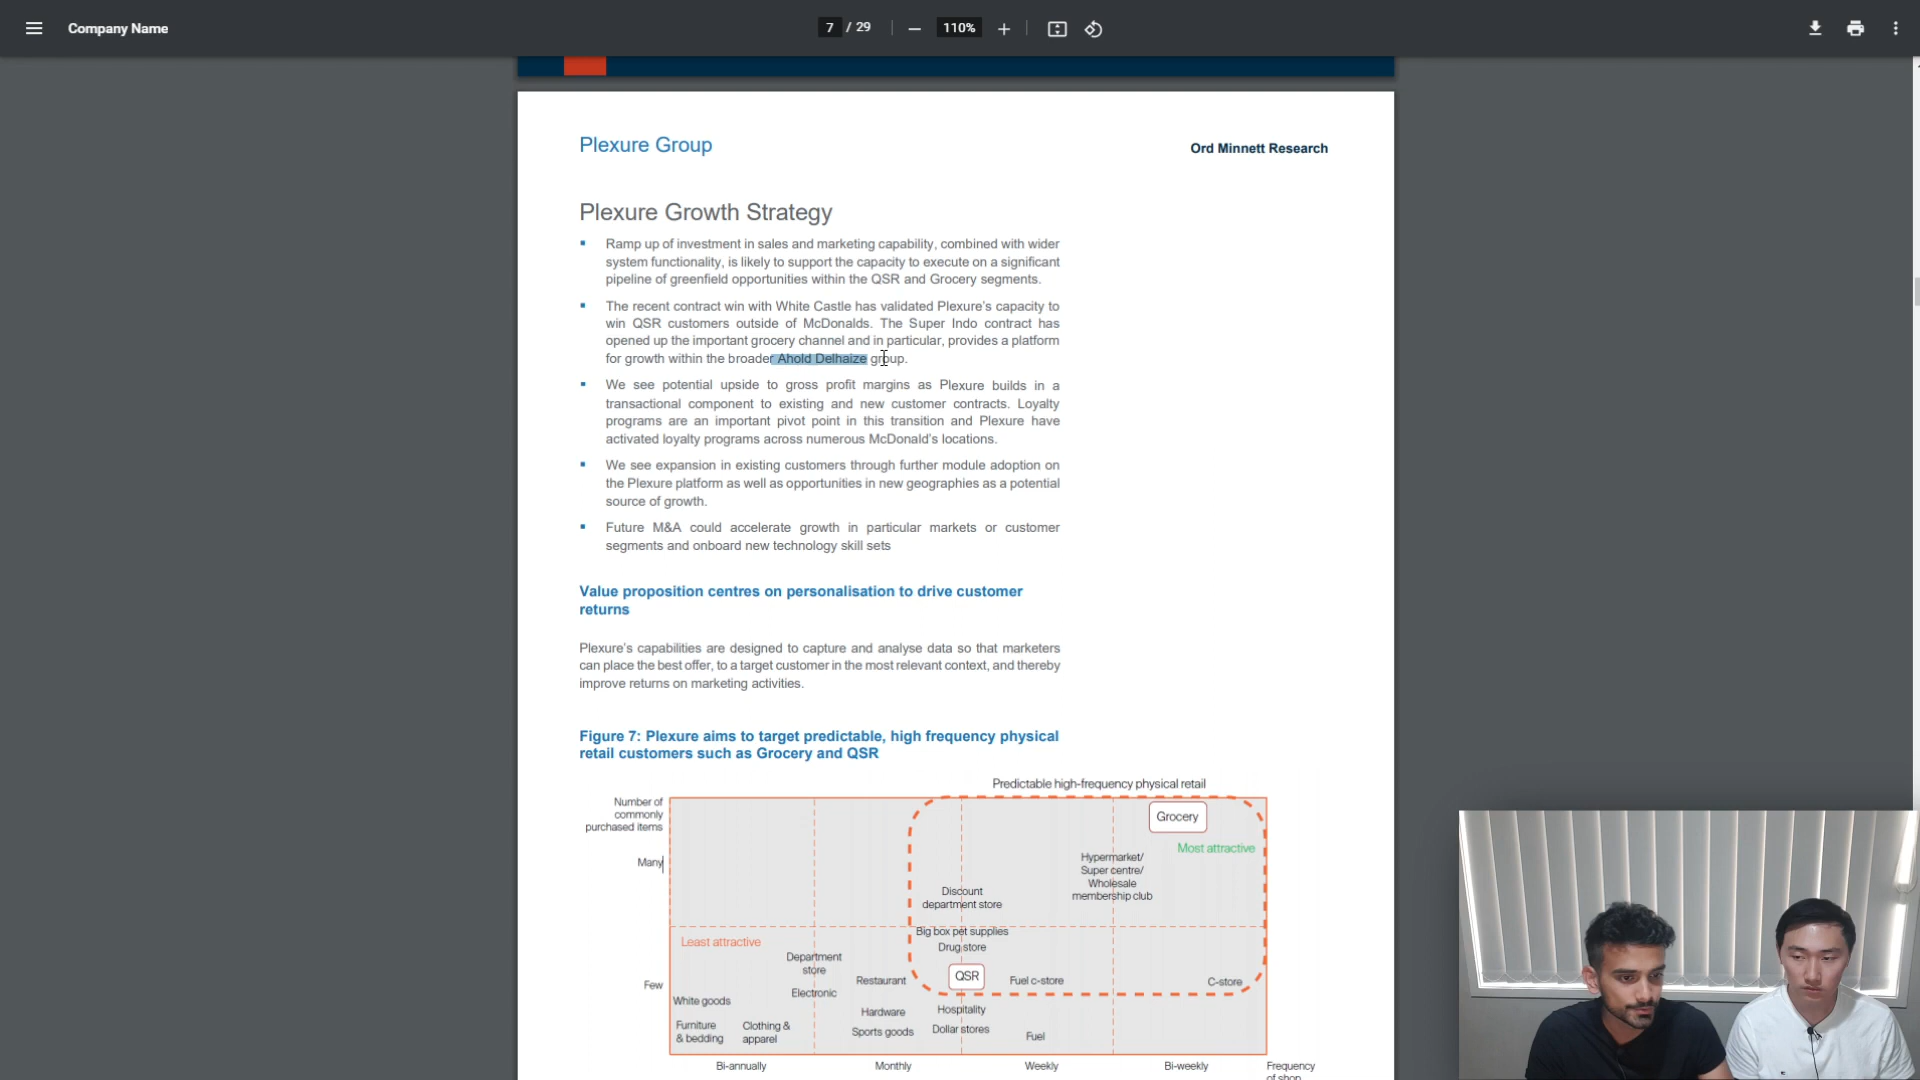 Company Name
7 / 29
110%
Plexure Group
Ord Minnett Research
Plexure Growth Strategy
Ramp up of investment in sales and marketing capability, combined with wider
system functionality, is likely to support the capacity to execute on a significant
pipeline of greenfield opportunities within the QSR and Grocery segments.
The recent contract win with White Castle has validated Plexure's capacity to
win QSR customers outside of McDonalds. The Super Indo contract has
opened up the important grocery channel and in particular, provides a platform
for growth within the broader Ahold Delhaize group.
We see potential upside to gross profit margins as Plexure builds in a
transactional component to existing and new customer contracts. Loyalty
programs are an important pivot point in this transition and Plexure have
activated loyalty programs across numerous McDonald's locations.
We see expansion in existing customers through further module adoption on
the Plexure platform as well as opportunities in new geographies as a potential
source of growth.
Future M&A could accelerate growth in particular markets or customer
segments and onboard new technology skill sets
Value proposition centres on personalisation to drive customer
returns
Plexure's capabilities are designed to capture and analyse data so that marketers
can place the best offer, to a target customer in the most relevant context, and thereby
improve returns on marketing activities.
Figure 7: Plexure aims to target predictable, high frequency physical
retail customers such as Grocery and QSR
Predictable high-frequency physical retail
Number of
commonly
purchased items
Many
Few
Grocery
Most attractive
Hypermarket/
Super centre/
Wholesale
membership club
Discount
department store
Big box pet supplies
Drug store
Least attractive
Department
store
Electronic
Restaurant
QSR
Fuel c-store
C-store
White goods
Furniture
& bedding
Clothing &
apparel
Hardware
Sports goods
Hospitality
Dollar stores
Fuel
Bi-annually
Monthly
Weekly
Bi-weekly
Frequency
of shop